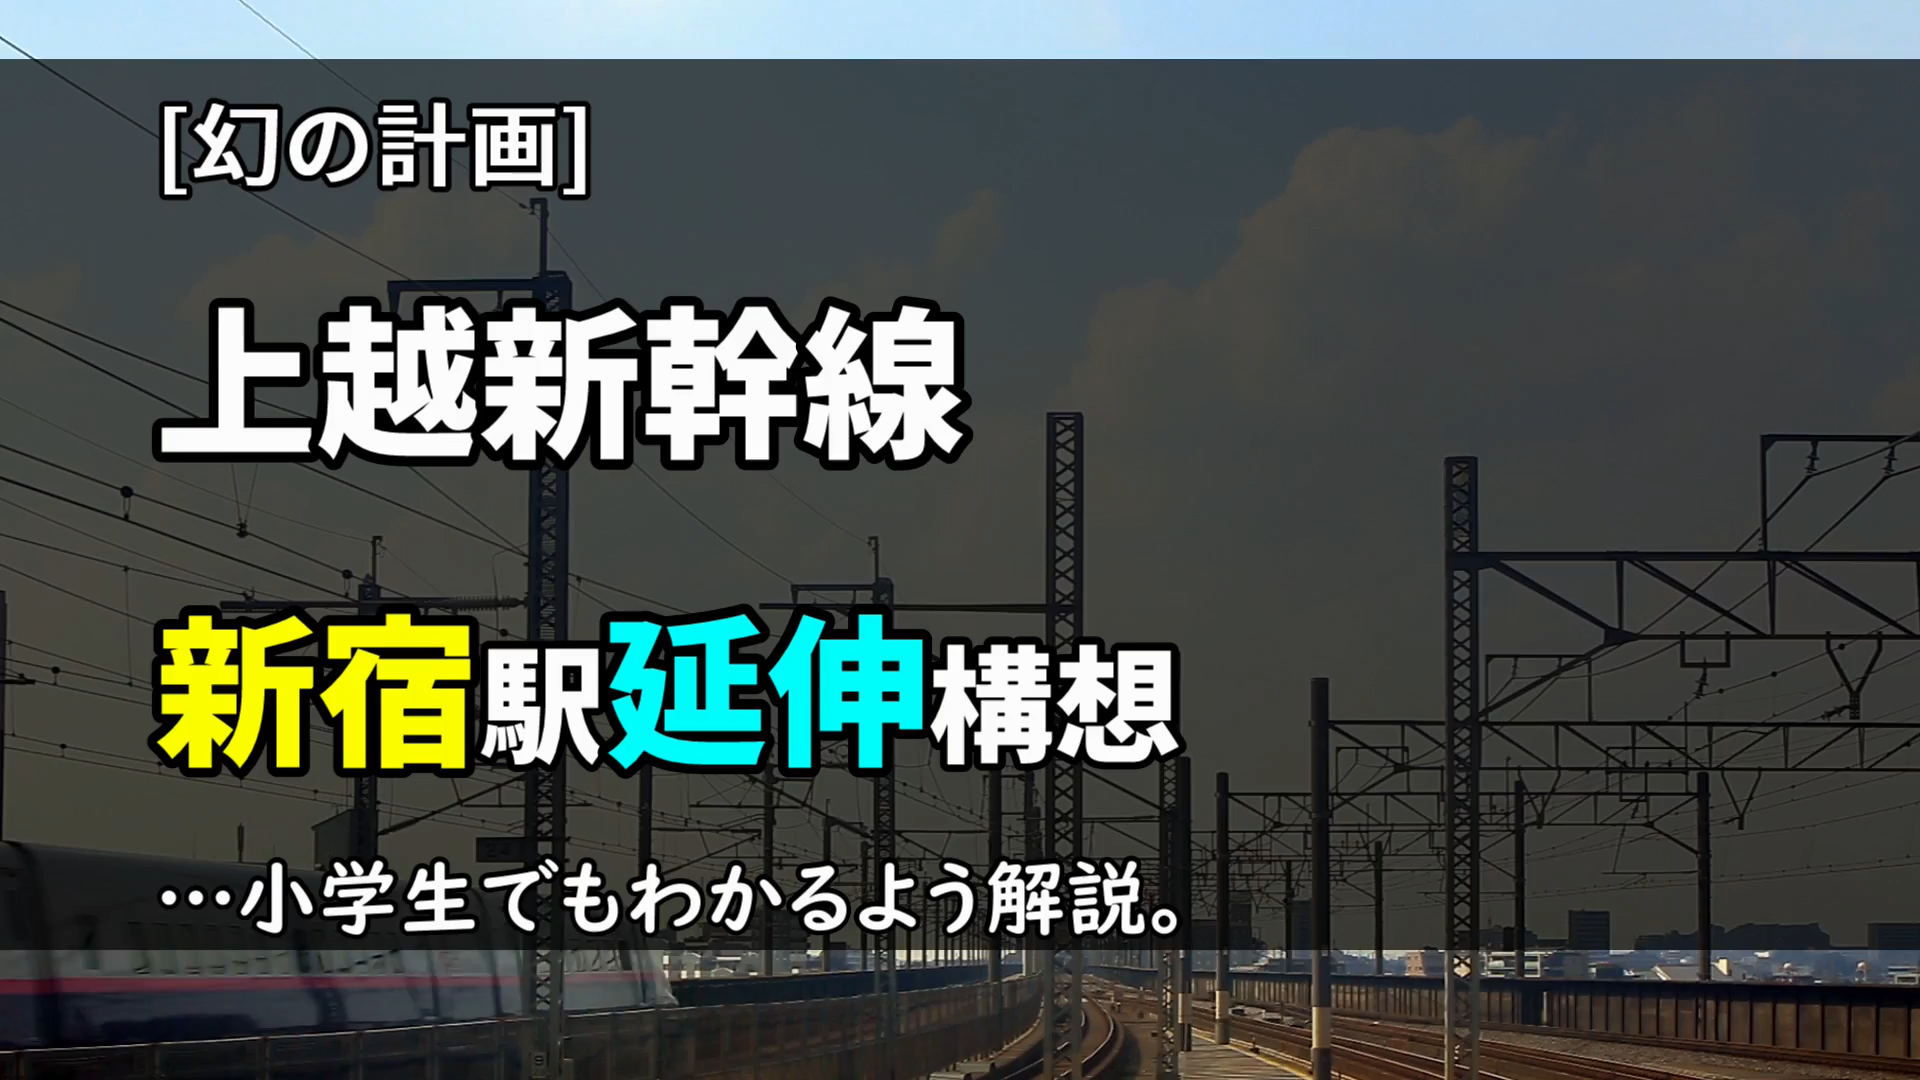 [幻の計画]
上越新幹線
新宿駅延伸構想
…小学生でもわかるよう解説。